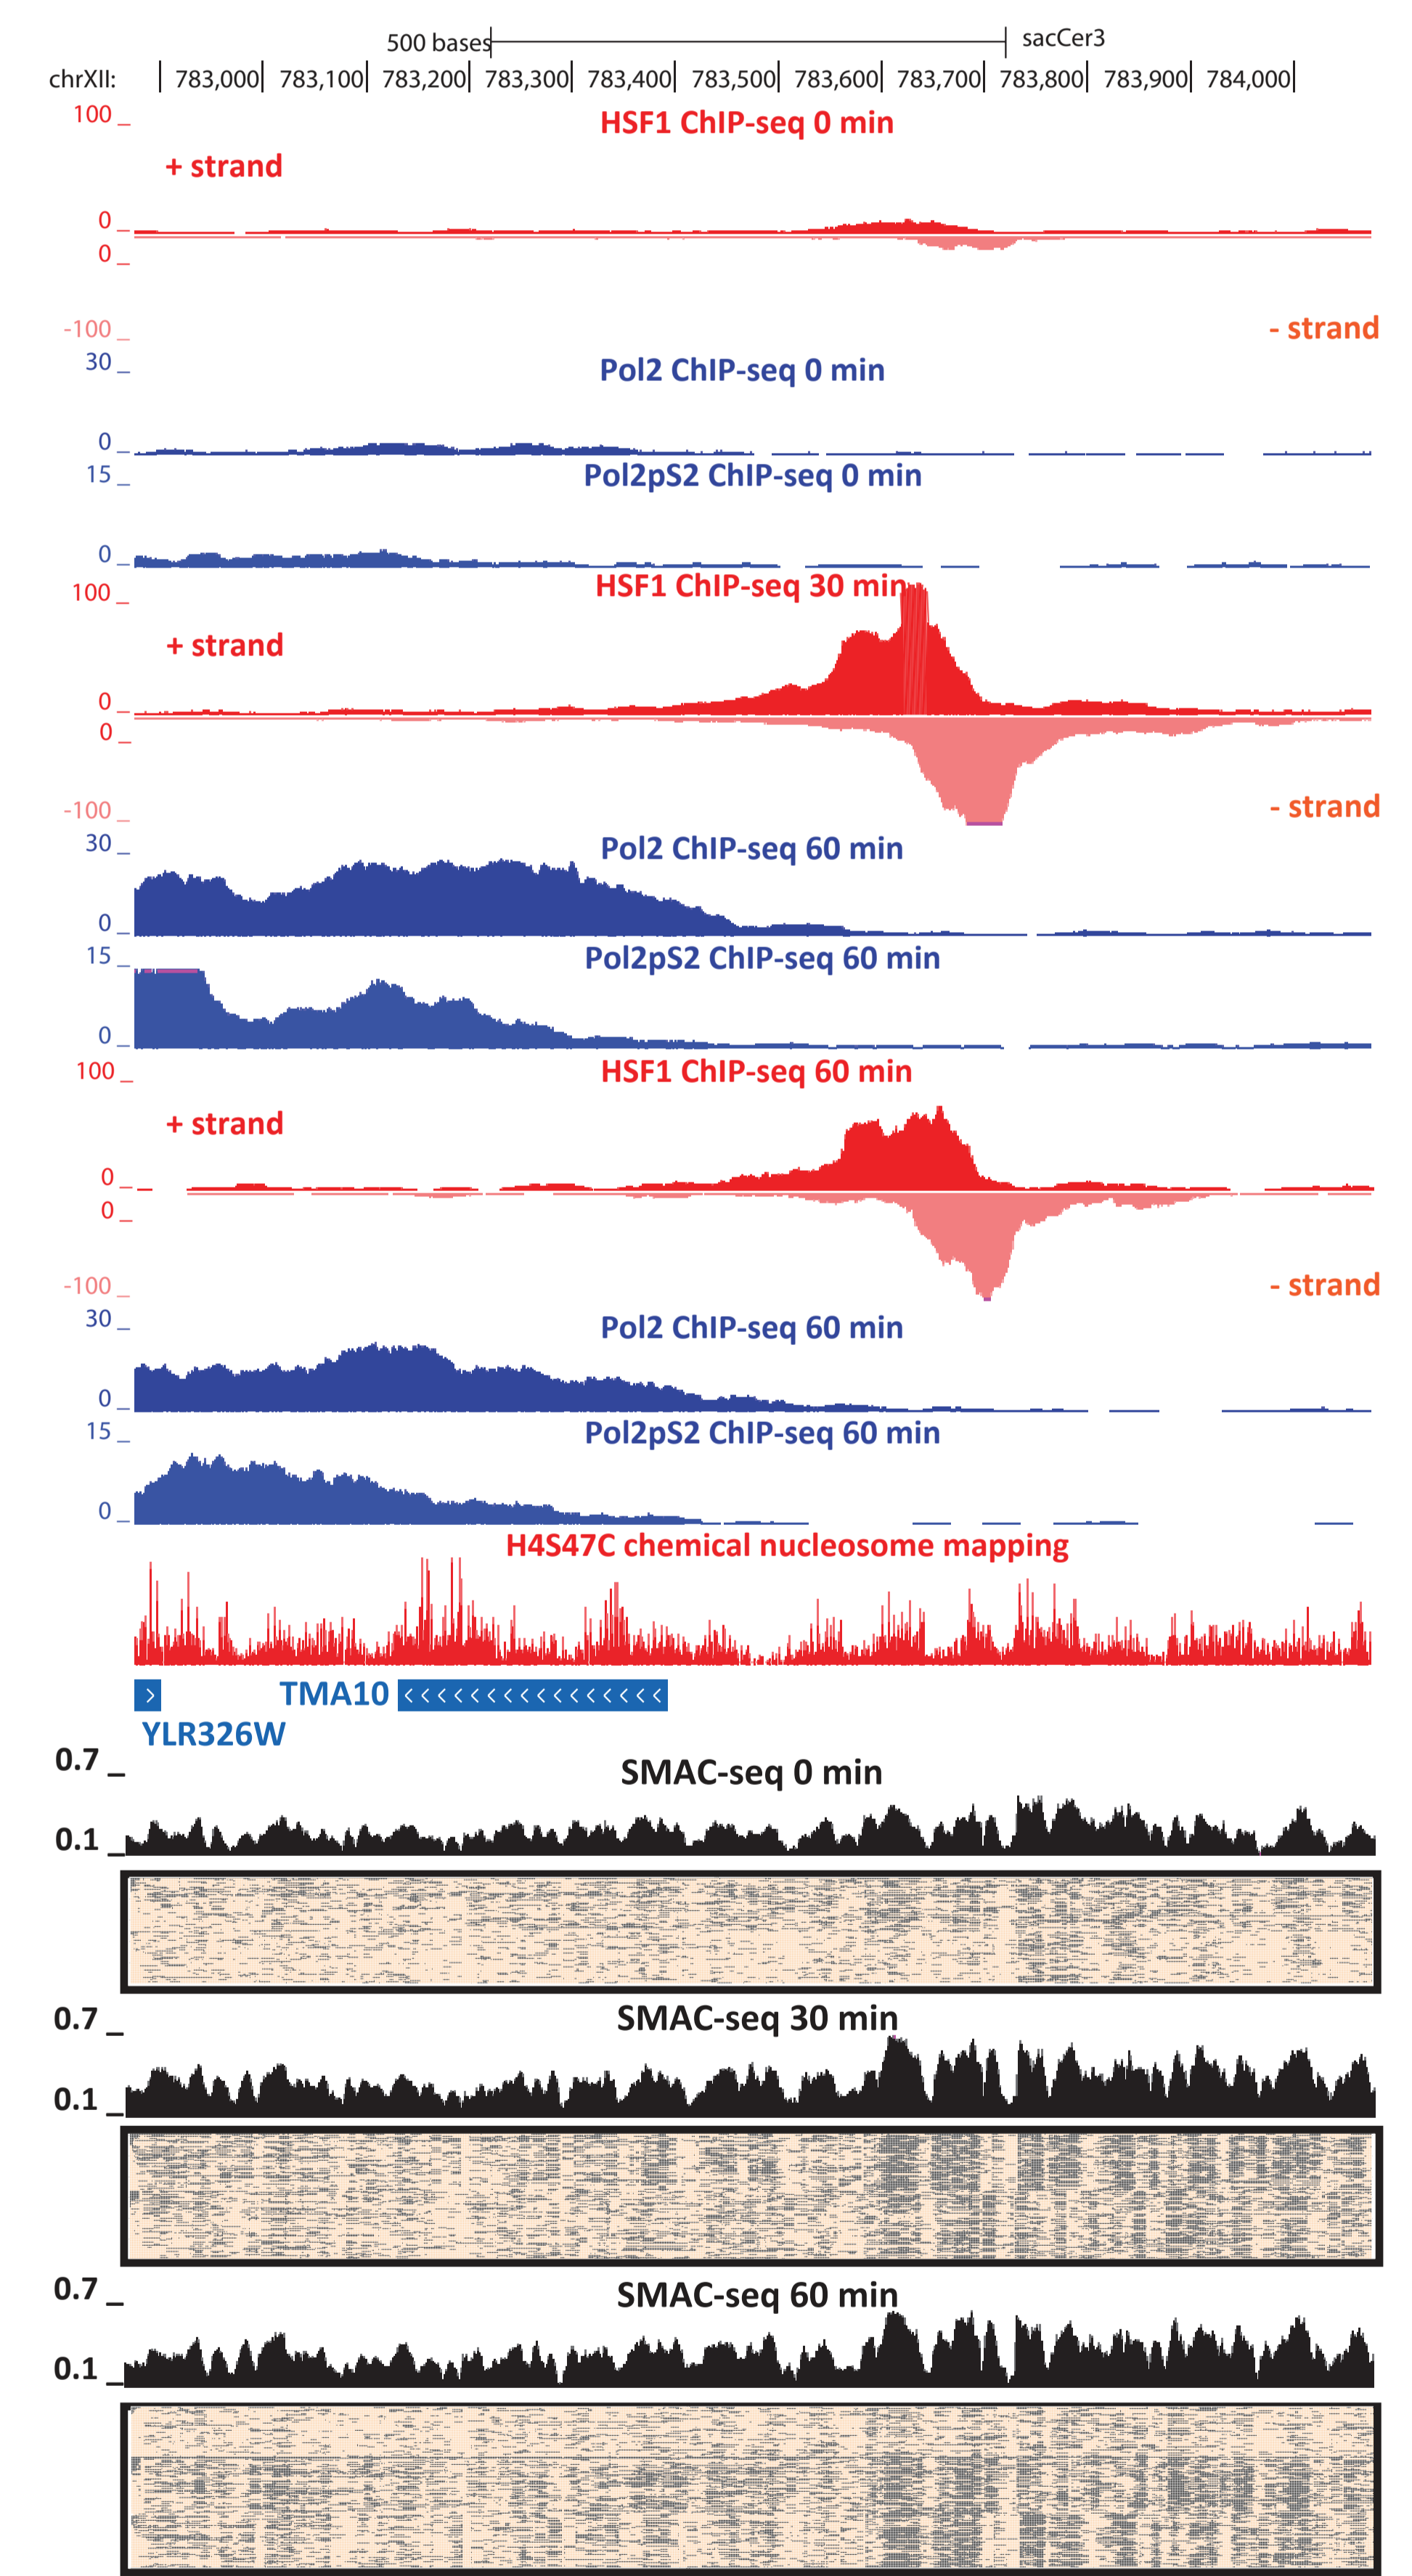 500 bases sacCer3
chrXII: 783,000 783,100 783,200 783,300 783,400 783,500 783,600 783,700 783,800 783,900 784,000
100
HSF1 ChIP-seq 0 min
+ strand
0
0
-100
- strand
30
Pol2 ChIP-seq 0 min
0
15
Pol2pS2 ChIP-seq 0 min
0
100
HSF1 ChIP-seq 30 min
+ strand
0
0
-100
- strand
30
Pol2 ChIP-seq 60 min
0
15
Pol2pS2 ChIP-seq 60 min
0
100
HSF1 ChIP-seq 60 min
+ strand
0
0
-100
- strand
30
Pol2 ChIP-seq 60 min
0
15
Pol2pS2 ChIP-seq 60 min
0
H4S47C chemical nucleosome mapping
TMA10
YLR326W
0.7
SMAC-seq 0 min
0.1
0.7
SMAC-seq 30 min
0.1
0.7
SMAC-seq 60 min
0.1